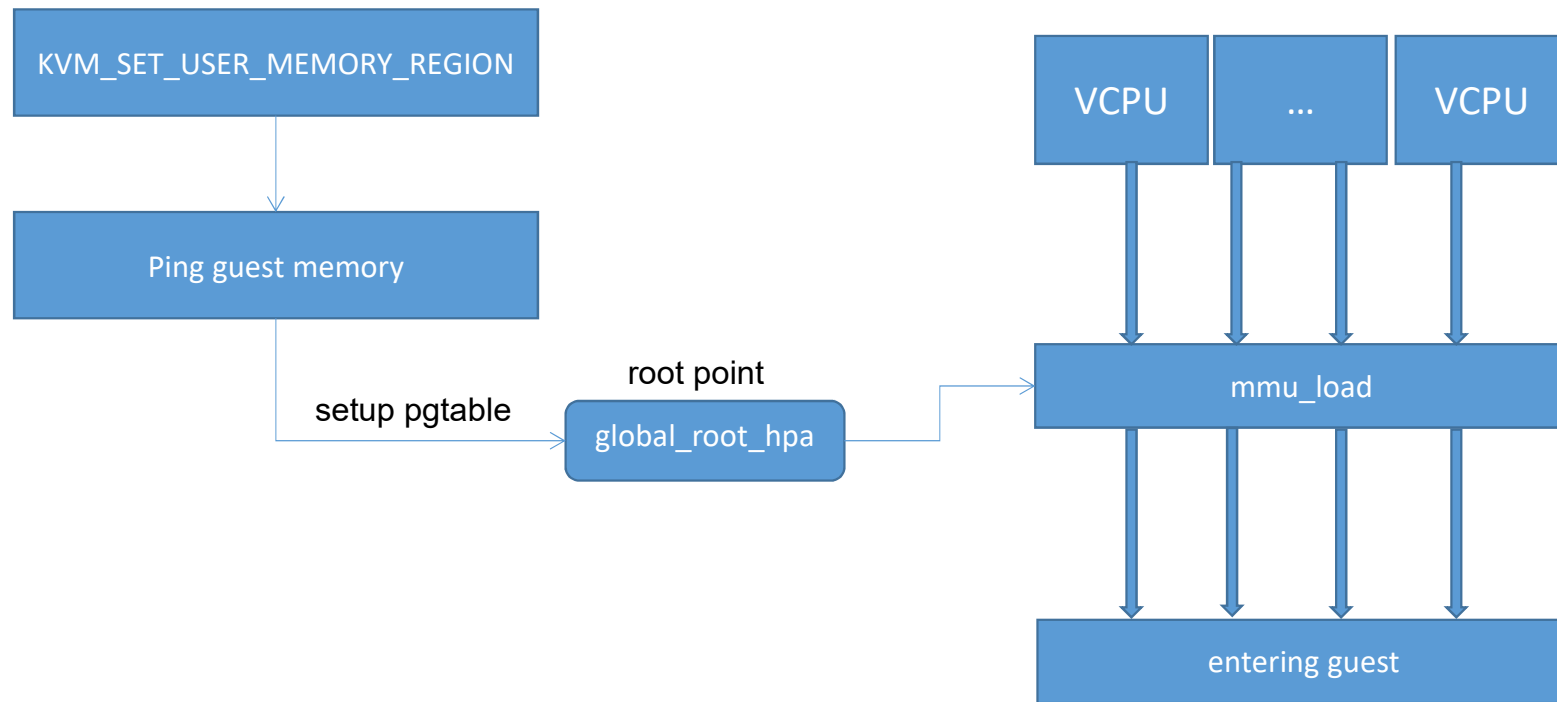 KVM_SET_USER_MEMORY_REGION
Ping guest memory
setup pgtable
root point
global_root_hpa
VCPU
...
VCPU
mmu_load
entering guest